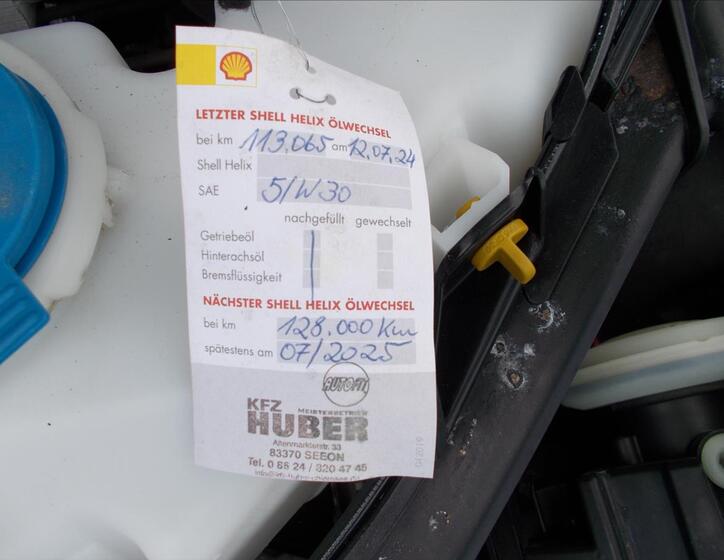 LETZTER SHELL HELIX ÖLWECHSEL
bei km 113.065 am 12.07.24
Shell Helix
SAE 5/W30
nachgefüllt gewechselt
Getriebeöl
Hinterachsöl
Bremsflüssigkeit
NÄCHSTER SHELL HELIX ÖLWECHSEL
bei km 128.000 Km
spätestens am 07/2025
AUTOFIT
KFZ MEISTERBETRIEB
HUBER
Altenmarkterstr. 33
83370 SEEON
Tel. 0 86 24 / 820 47 45